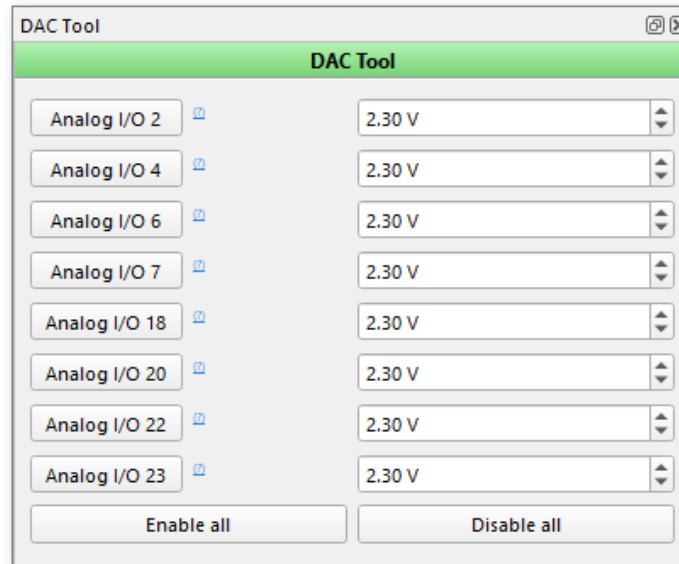 DAC Tool
DAC Tool
Analog I/O 2 (?) 2.30 V
Analog I/O 4 (?) 2.30 V
Analog I/O 6 (?) 2.30 V
Analog I/O 7 (?) 2.30 V
Analog I/O 18 (?) 2.30 V
Analog I/O 20 (?) 2.30 V
Analog I/O 22 (?) 2.30 V
Analog I/O 23 (?) 2.30 V
Enable all Disable all